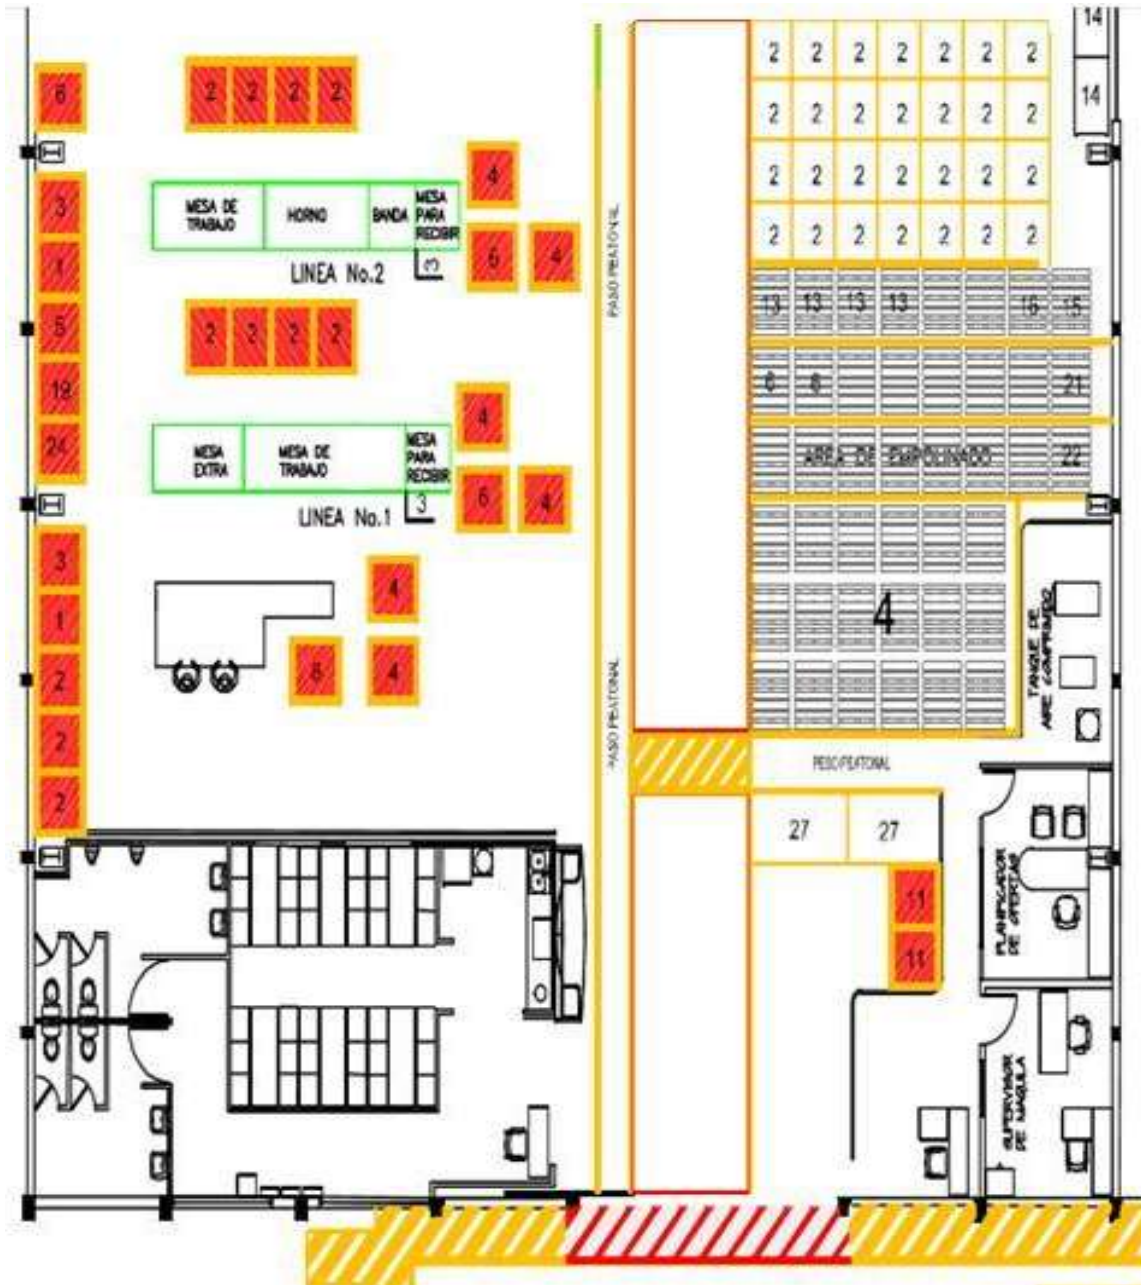 14
2 2 2 2 2 2 2
6
2 2 2 2
14
2 2 2 2 2 2 2
4
2 2 2 2 2 2 2
3
MESA DE
TRABAJO
HORNO
BANDA
MESA
PARA
RECIBIR
2 2 2 2 2 2 2
1
LINEA No.2
3
6
4
PASO PEATONAL
13 13 13 13 16 15
5
2 2 2 2
19
4
6 6 21
24
MESA
EXTRA
MESA DE
TRABAJO
MESA
PARA
RECIBIR
AREA DE EMPOLINADO
22
LINEA No.1
3
6
4
3
4
1
4
TANQUE DE
AIRE COMPRIMIDO
2
6
4
PASO PEATONAL
2
PESO PEATONAL
2
27 27
11
PLANIFICADOR
DE OFERTAS
11
SUPERVISOR
DE MAQUILA